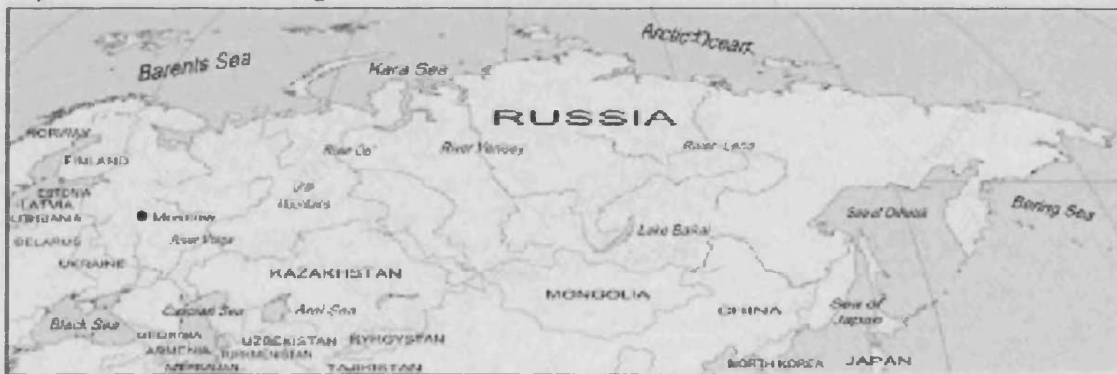 Barents Sea
Kara Sea
Arctic Ocean
RUSSIA
NORWAY
FINLAND
River Ob
River Yenisey
River Lena
ESTONIA
LATVIA
LITHUANIA
Moscow
Ural
Mountains
Sea of Okhotsk
Bering Sea
BELARUS
River Volga
Lake Baikal
UKRAINE
KAZAKHSTAN
MONGOLIA
CHINA
Black Sea
Caspian Sea
Aral Sea
Sea of
Japan
GEORGIA
UZBEKISTAN
KYRGYSTAN
ARMENIA
TURKMENISTAN
AZERBAIJAN
TAJIKISTAN
NORTH KOREA
JAPAN